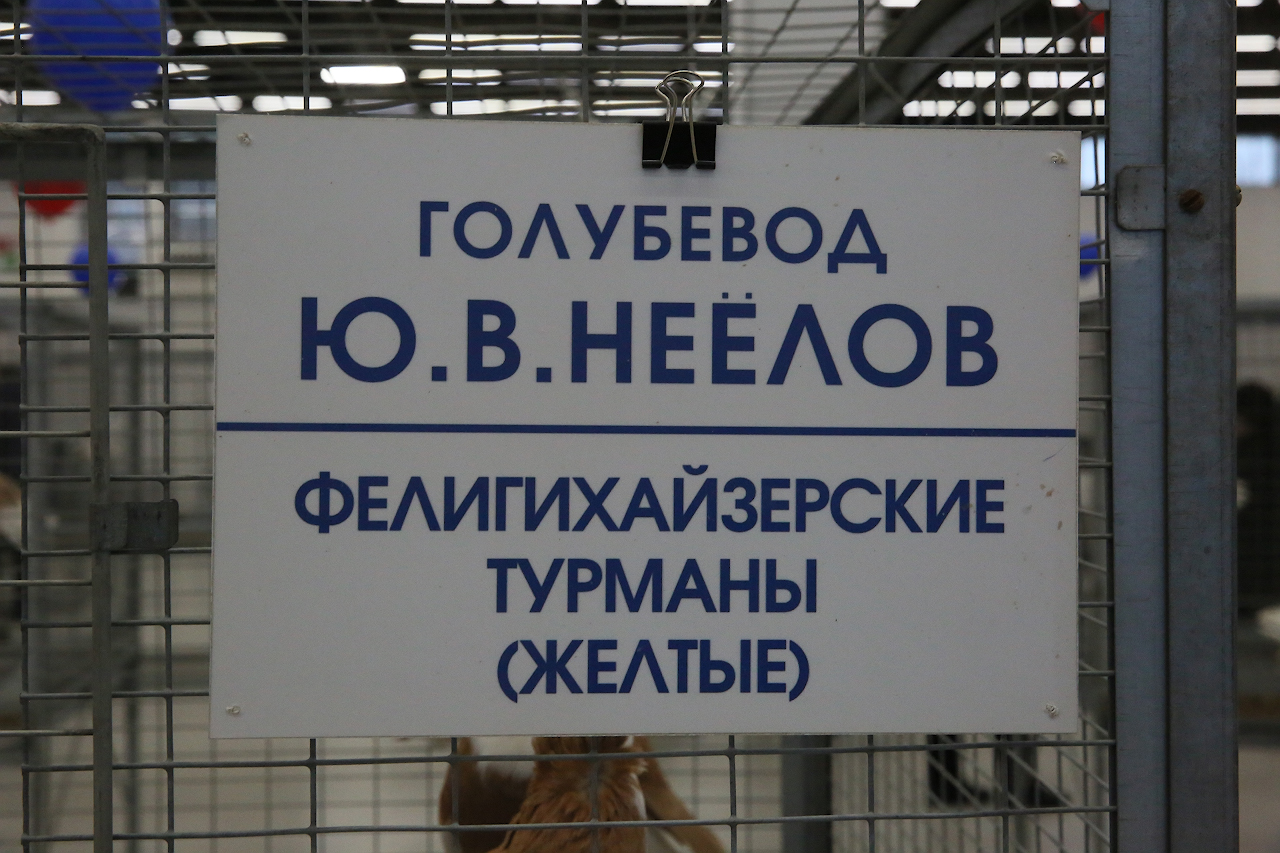 ГОЛУБЕВОД
Ю.В.НЕЁЛОВ
ФЕЛИГИХАЙЗЕРСКИЕ
ТУРМАНЫ
(ЖЕЛТЫЕ)